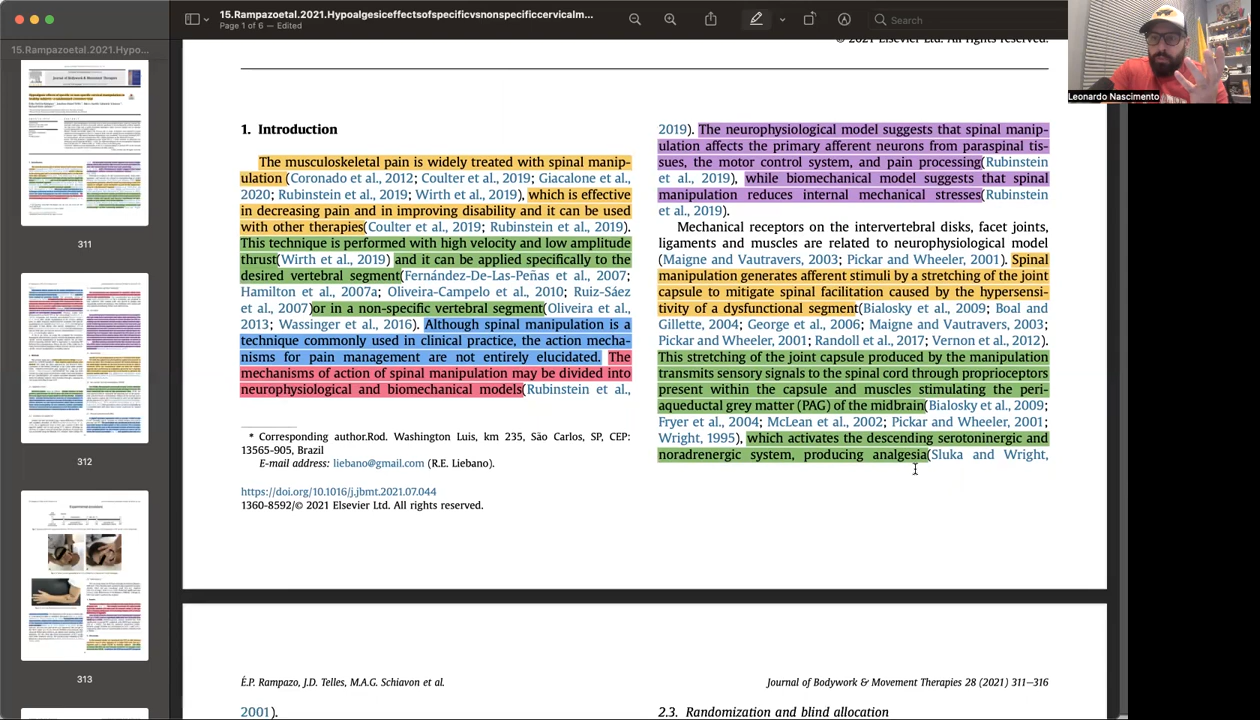 15.Rampazoetal.2021.Hypoalgesiceffectsofspecificvsnonspecificcervicalm...
Page 1 of 6 – Edited
Search
15.Rampazoetal.2021.Hypo...
311
312
313
Leonardo Nascimento
© 2021 Elsevier Ltd. All rights reserved.
1. Introduction
The musculoskeletal pain is widely treated with spinal manip-
ulation (Coronado et al., 2012; Coulter et al., 2019; Giacalone et al.,
2020; Rubinstein et al., 2019; Wirth et al., 2019), which is effective
in decreasing pain and in improving disability and it can be used
with other therapies(Coulter et al., 2019; Rubinstein et al., 2019).
This technique is performed with high velocity and low amplitude
thrust(Wirth et al., 2019) and it can be applied specifically to the
desired vertebral segment(Fernández-De-Las-Peñas et al., 2007;
Hamilton et al., 2007a; Oliveira-Campelo et al., 2010; Ruiz-Sáez
et al., 2007)or in a non-specific vertebral segment(Oliveira et al.,
2013; Wassinger et al., 2016). Although spinal manipulation is a
technique commonly used in clinical practice, the action mecha-
nisms for pain management are not entirely elucidated. The
mechanisms of action of spinal manipulation may be divided into
neurophysiological and biomechanical models(Rubinstein et al.,
* Corresponding author.Rod. Washington Luis, km 235, São Carlos, SP, CEP:
13565-905, Brazil
E-mail address: liebano@gmail.com (R.E. Liebano).
https://doi.org/10.1016/j.jbmt.2021.07.044
1360-8592/© 2021 Elsevier Ltd. All rights reserved.
2019). The neurophysiological model suggests that spinal manip-
ulation affects the primary afferent neurons from paraspinal tis-
sues, the motor control system, and pain processing(Rubinstein
et al., 2019), while biomechanical model suggests that spinal
manipulation reduces internal mechanical stresses(Rubinstein
et al., 2019).
Mechanical receptors on the intervertebral disks, facet joints,
ligaments and muscles are related to neurophysiological model
(Maigne and Vautravers, 2003; Pickar and Wheeler, 2001). Spinal
manipulation generates afferent stimuli by a stretching of the joint
capsule to mitigate spinal facilitation caused by the hypersensi-
tivity of a dysfunctional segment(Bialosky et al., 2009; Boal and
Gillette, 2004; George et al., 2006; Maigne and Vautravers, 2003;
Pickar and Wheeler, 2001; Randoll et al., 2017; Vernon et al., 2012).
This stretching of the joint capsule produced by the manipulation
transmits sensory signals to the spinal cord through proprioceptors
present within the capsule and muscles stimulating the peri-
aqueductal grey matter (PAG) of the midbrain(Bialosky et al., 2009;
Fryer et al., 2004; McLean et al., 2002; Pickar and Wheeler, 2001;
Wright, 1995), which activates the descending serotoninergic and
noradrenergic system, producing analgesia(Sluka and Wright,
É.P. Rampazo, J.D. Telles, M.A.G. Schiavon et al.
Journal of Bodywork & Movement Therapies 28 (2021) 311–316
2001).
2.3. Randomization and blind allocation